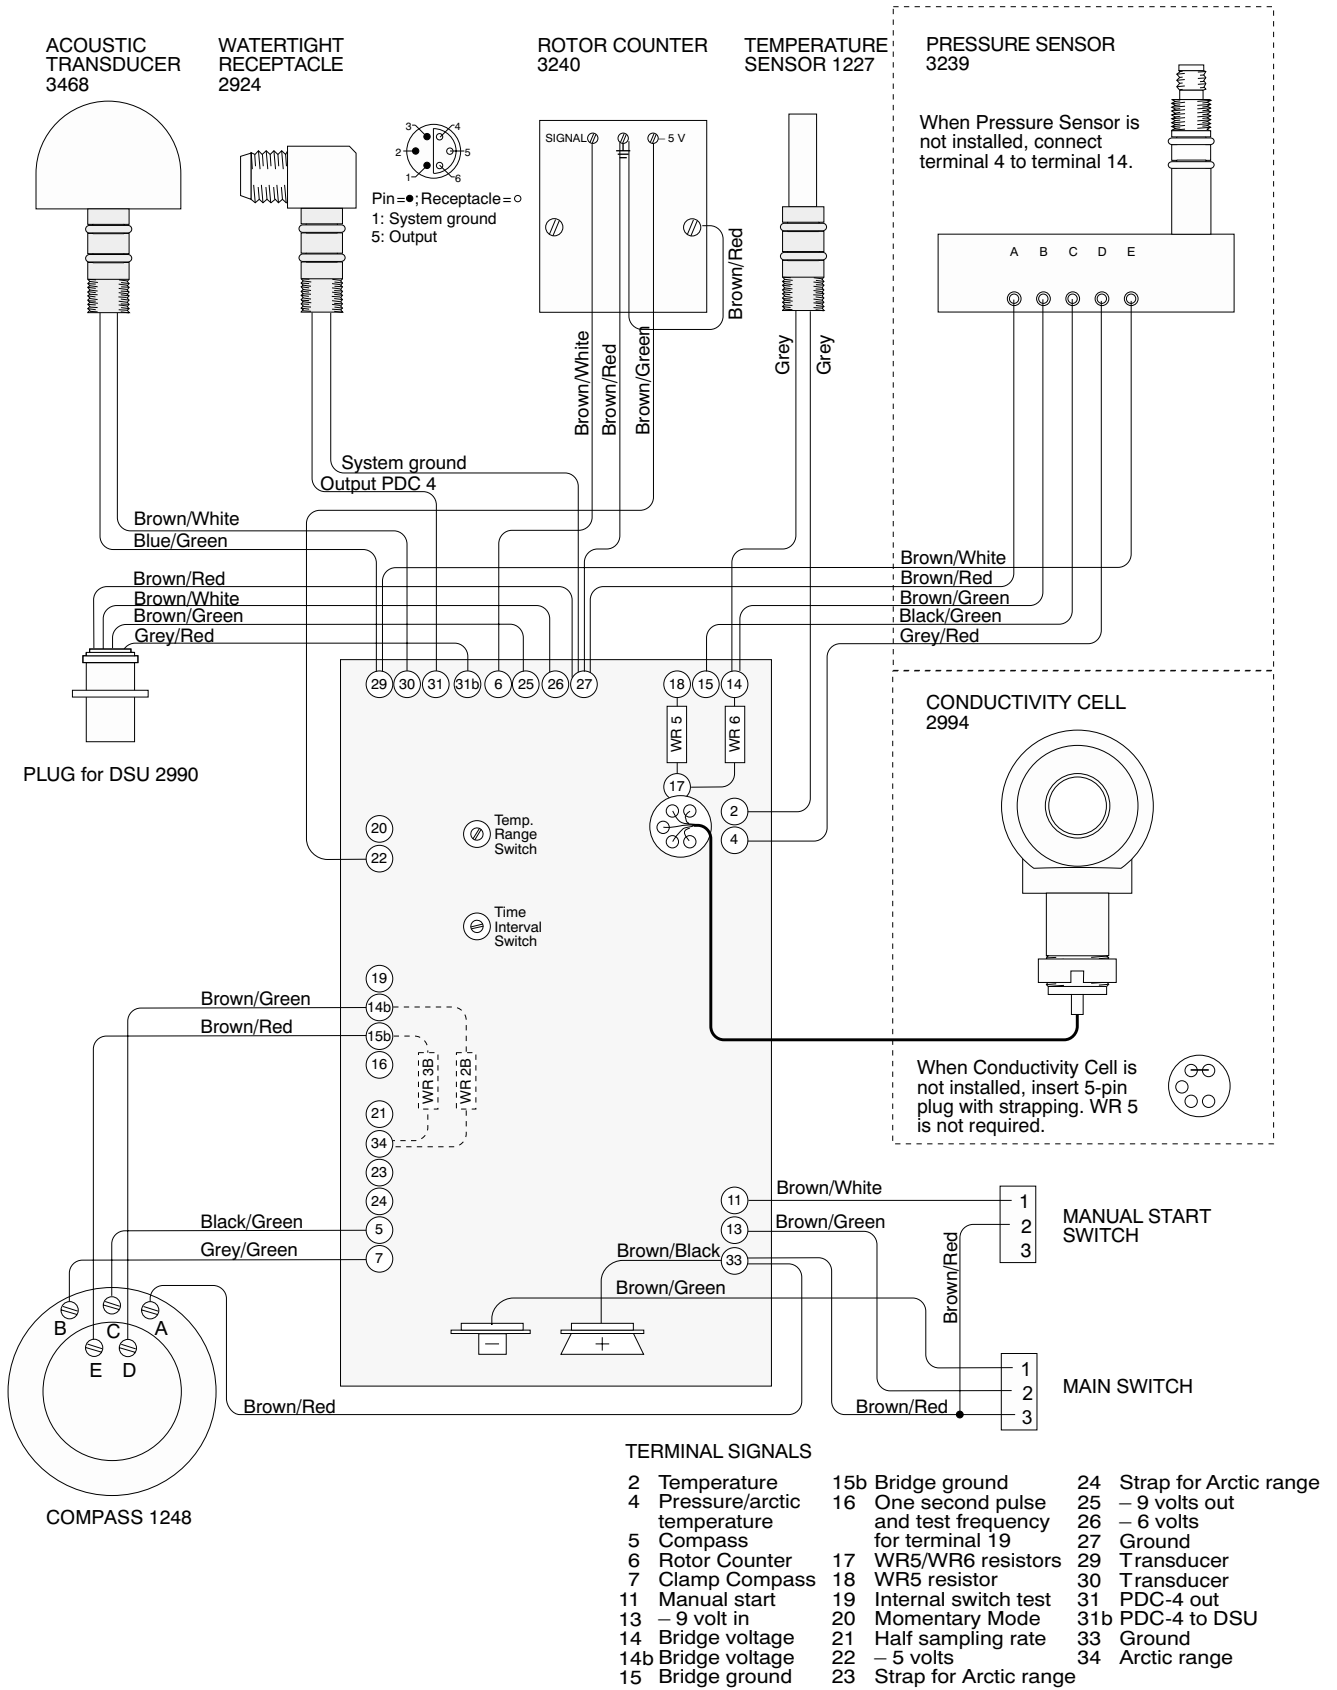 ACOUSTIC
TRANSDUCER
3468
WATERTIGHT
RECEPTACLE
2924
3
4
2
5
1
6
Pin=●; Receptacle=○
1: System ground
5: Output
ROTOR COUNTER
3240
SIGNAL
– 5 V
TEMPERATURE
SENSOR 1227
PRESSURE SENSOR
3239
When Pressure Sensor is
not installed, connect
terminal 4 to terminal 14.
A B C D E
Brown/Red
Brown/White
Brown/Red
Brown/Green
Grey
Grey
System ground
Output PDC 4
Brown/White
Blue/Green
Brown/Red
Brown/White
Brown/Green
Grey/Red
Brown/White
Brown/Red
Brown/Green
Black/Green
Grey/Red
PLUG for DSU 2990
29 30 31 31b 6 25 26 27 18 15 14
WR 5
WR 6
17
2
4
20
22
Temp.
Range
Switch
Time
Interval
Switch
CONDUCTIVITY CELL
2994
When Conductivity Cell is
not installed, insert 5-pin
plug with strapping. WR 5
is not required.
19
14b
15b
16
21
34
23
24
5
7
WR 3B
WR 2B
Brown/Green
Brown/Red
Black/Green
Grey/Green
B
C
A
E
D
Brown/Red
COMPASS 1248
11
13
33
Brown/White
Brown/Green
Brown/Black
Brown/Green
–
+
Brown/Red
Brown/Red
1
2
3
MANUAL START
SWITCH
1
2
3
MAIN SWITCH
TERMINAL SIGNALS
2 Temperature
4 Pressure/arctic
temperature
5 Compass
6 Rotor Counter
7 Clamp Compass
11 Manual start
13 – 9 volt in
14 Bridge voltage
14b Bridge voltage
15 Bridge ground
15b Bridge ground
16 One second pulse
and test frequency
for terminal 19
17 WR5/WR6 resistors
18 WR5 resistor
19 Internal switch test
20 Momentary Mode
21 Half sampling rate
22 – 5 volts
23 Strap for Arctic range
24 Strap for Arctic range
25 – 9 volts out
26 – 6 volts
27 Ground
29 Transducer
30 Transducer
31 PDC-4 out
31b PDC-4 to DSU
33 Ground
34 Arctic range